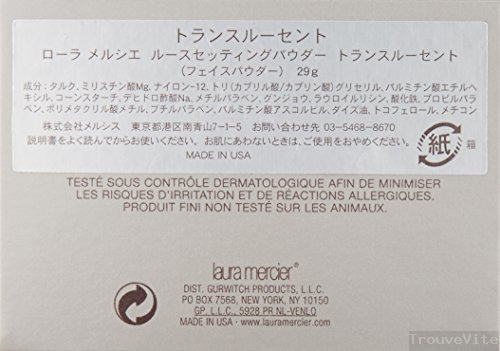 トランスルーセント
ローラ メルシエ ルースセッティングパウダー トランスルーセント
(フェイスパウダー) 29g
成分：タルク、ミリスチン酸Mg、ナイロン-12、トリ(カプリル酸/カプリン酸)グリセリル、パルミチン酸エチルヘ
キシル、コーンスターチ、デヒドロ酢酸Na、メチルパラベン、グンジョウ、ラウロイルリシン、酸化鉄、プロピルパラベ
ン、ポリメタクリル酸メチル、ブチルパラベン、パルミチン酸アスコルビル、ダイズ油、トコフェロール、メチコン
株式会社メルシス 東京都港区南青山7-1-5 お問い合わせ先 03-5468-8670
説明書をよく読んでからお使いください。お肌にあわないときは、ご使用をおやめください。
MADE IN USA
紙
箱
TESTÉ SOUS CONTRÔLE DERMATOLOGIQUE AFIN DE MINIMISER
LES RISQUES D'IRRITATION ET DE RÉACTIONS ALLERGIQUES.
PRODUIT FINI NON TESTÉ SUR LES ANIMAUX.
laura mercier®
DIST. GURWITCH PRODUCTS, L.L.C.
PO BOX 7568, NEW YORK, NY 10150
GP, L.L.C., 5928 PR NL-VENLO
www.lauramercier.com
MADE IN USA
TrouveVite